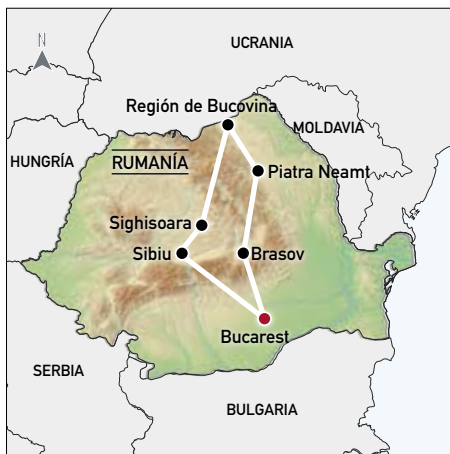 N
UCRANIA
Región de Bucovina
MOLDAVIA
HUNGRÍA
RUMANÍA
Piatra Neamt
Sighisoara
Sibiu
Brasov
Bucarest
SERBIA
BULGARIA